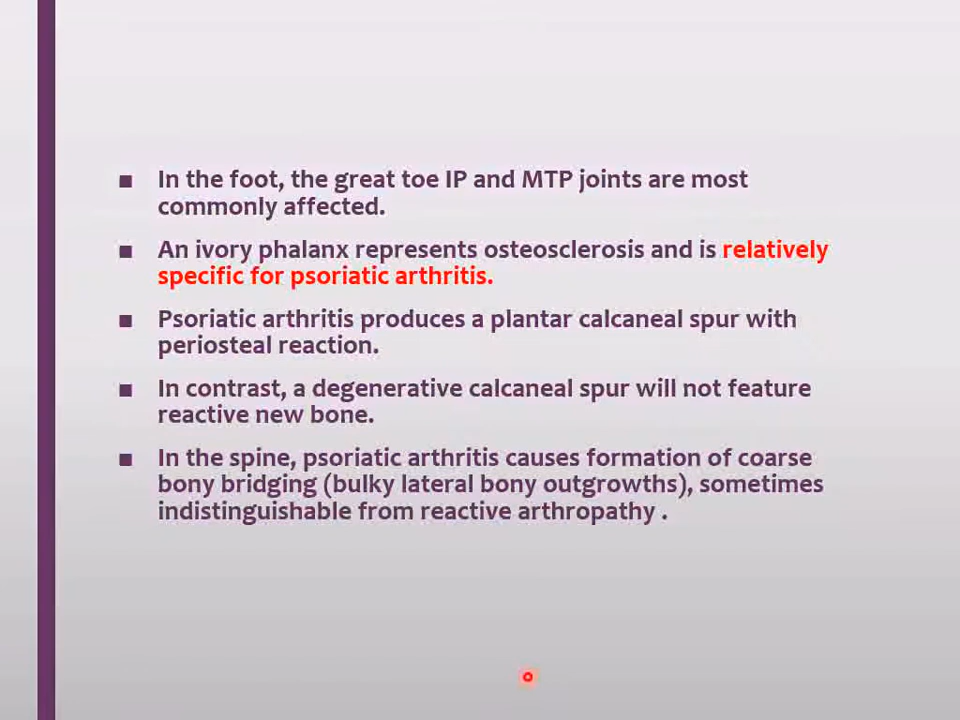 ▪ In the foot, the great toe IP and MTP joints are most
commonly affected.
▪ An ivory phalanx represents osteosclerosis and is relatively
specific for psoriatic arthritis.
▪ Psoriatic arthritis produces a plantar calcaneal spur with
periosteal reaction.
▪ In contrast, a degenerative calcaneal spur will not feature
reactive new bone.
▪ In the spine, psoriatic arthritis causes formation of coarse
bony bridging (bulky lateral bony outgrowths), sometimes
indistinguishable from reactive arthropathy .